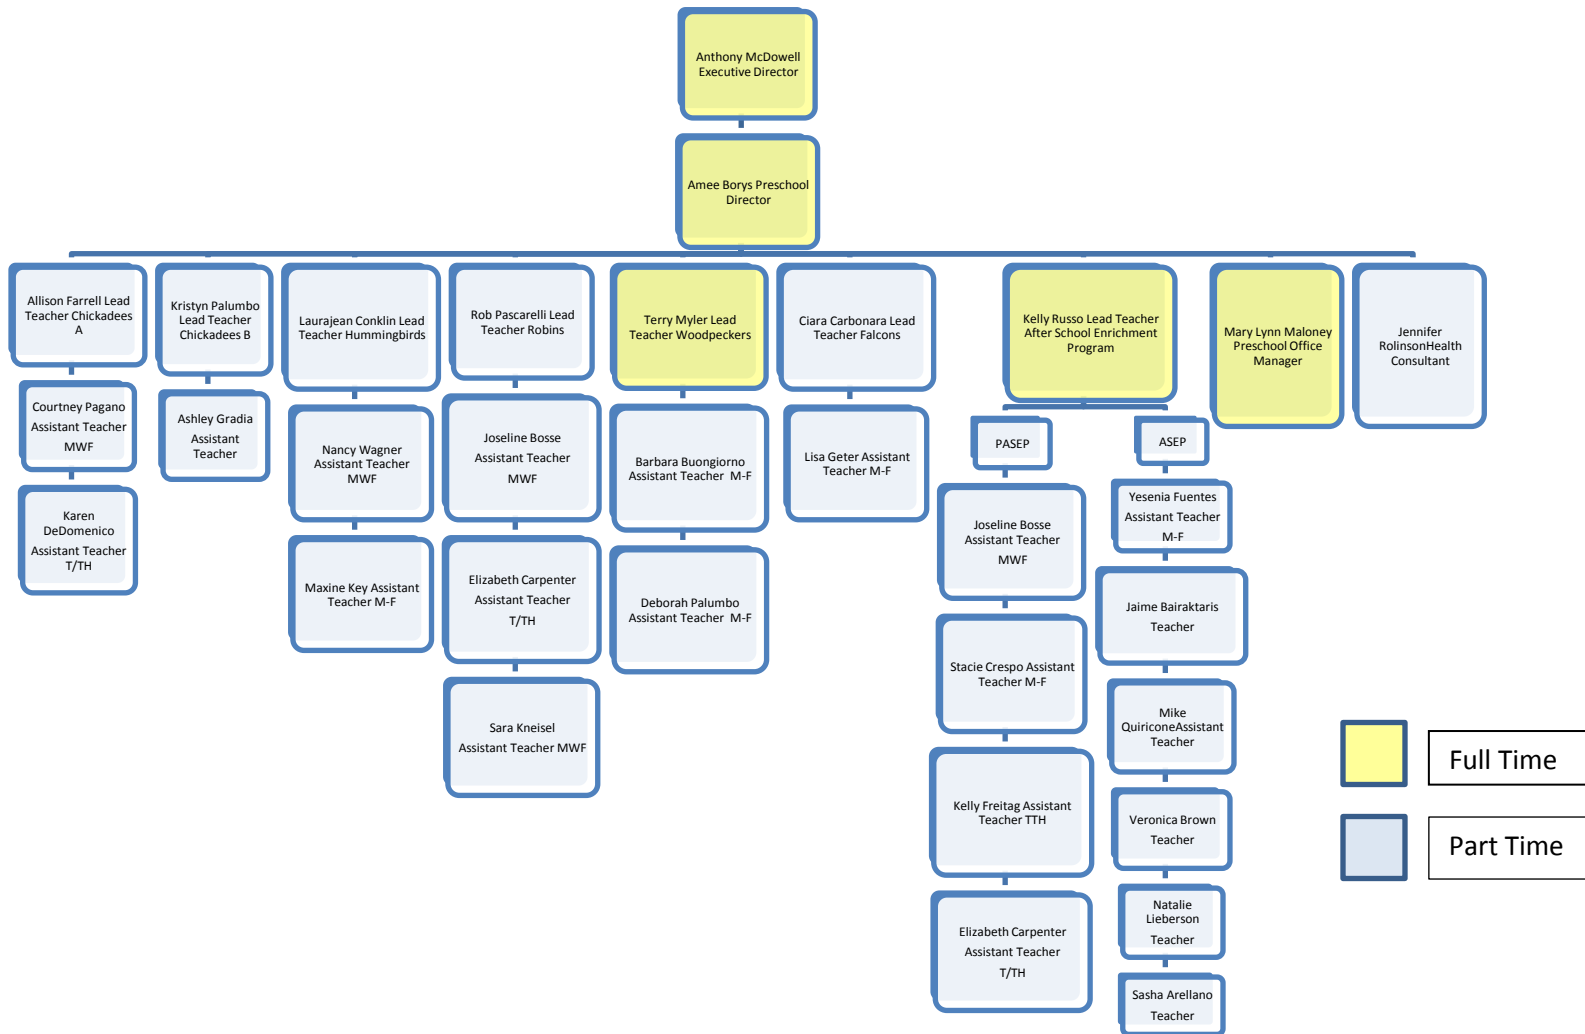 Anthony McDowell
Executive Director
Amee Borys Preschool
Director
Allison Farrell Lead
Teacher Chickadees
A
Courtney Pagano
Assistant Teacher
MWF
Karen
DeDomenico
Assistant Teacher
T/TH
Kristyn Palumbo
Lead Teacher
Chickadees B
Ashley Gradia
Assistant
Teacher
Laurajean Conklin Lead
Teacher Hummingbirds
Nancy Wagner
Assistant Teacher
MWF
Maxine Key Assistant
Teacher M-F
Rob Pascarelli Lead
Teacher Robins
Joseline Bosse
Assistant Teacher
MWF
Elizabeth Carpenter
Assistant Teacher
T/TH
Sara Kneisel
Assistant Teacher MWF
Terry Myler Lead
Teacher Woodpeckers
Barbara Buongiorno
Assistant Teacher M-F
Deborah Palumbo
Assistant Teacher M-F
Ciara Carbonara Lead
Teacher Falcons
Lisa Geter Assistant
Teacher M-F
Kelly Russo Lead Teacher
After School Enrichment
Program
PASEP
Joseline Bosse
Assistant Teacher
MWF
Stacie Crespo Assistant
Teacher M-F
Kelly Freitag Assistant
Teacher TTH
Elizabeth Carpenter
Assistant Teacher
T/TH
ASEP
Yesenia Fuentes
Assistant Teacher
M-F
Jaime Bairaktaris
Teacher
Mike
QuiriconeAssistant
Teacher
Veronica Brown
Teacher
Natalie
Lieberson
Teacher
Sasha Arellano
Teacher
Mary Lynn Maloney
Preschool Office
Manager
Jennifer
RolinsonHealth
Consultant
Full Time
Part Time